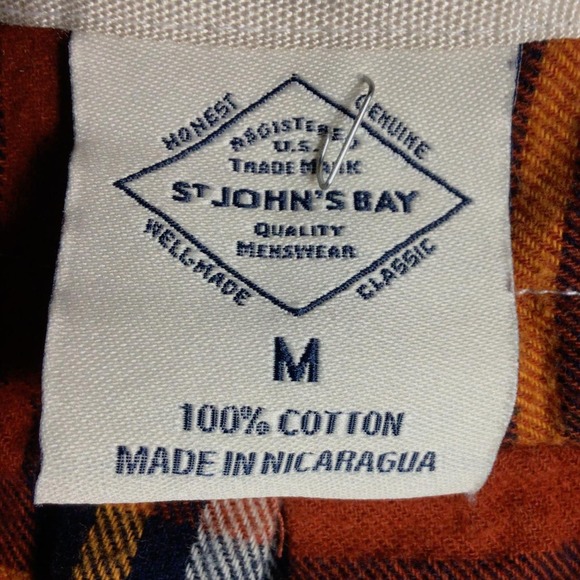 HONEST
GENUINE
REGISTERED
TRADE MARK
ST JOHN'S BAY
QUALITY
MENSWEAR
WELL-MADE
CLASSIC
M
100% COTTON
MADE IN NICARAGUA